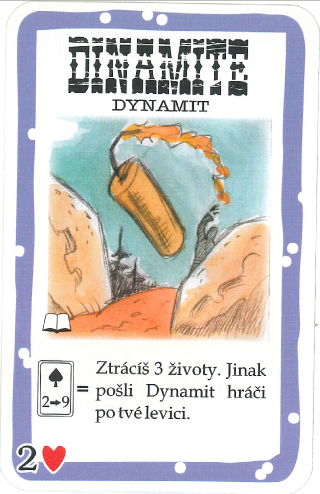 DINAMITE
DYNAMIT
♠
2→9
=
Ztrácíš 3 životy. Jinak
pošli Dynamit hráči
po tvé levici.
2♥